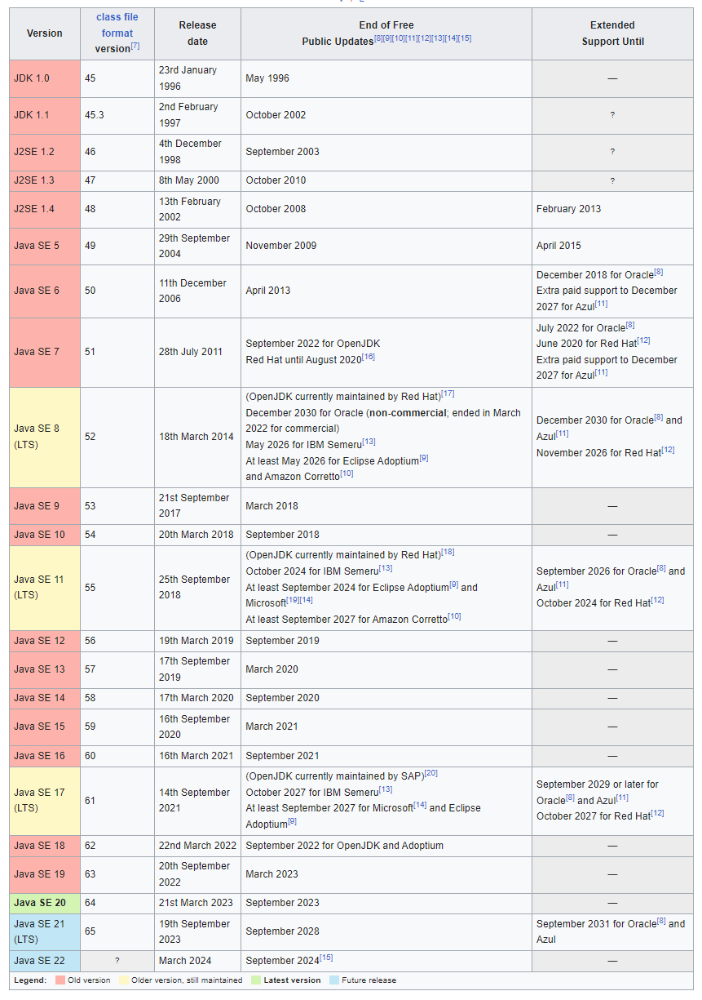 Version
class file
format
version[7]
Release
date
End of Free
Public Updates[8][9][10][11][12][13][14][15]
Extended
Support Until
JDK 1.0
45
23rd January
1996
May 1996
—
JDK 1.1
45.3
2nd February
1997
October 2002
?
J2SE 1.2
46
4th December
1998
September 2003
?
J2SE 1.3
47
8th May 2000
October 2010
?
J2SE 1.4
48
13th February
2002
October 2008
February 2013
Java SE 5
49
29th September
2004
November 2009
April 2015
Java SE 6
50
11th December
2006
April 2013
December 2018 for Oracle[8]
Extra paid support to December
2027 for Azul[11]
Java SE 7
51
28th July 2011
September 2022 for OpenJDK
Red Hat until August 2020[16]
July 2022 for Oracle[8]
June 2020 for Red Hat[12]
Extra paid support to December
2027 for Azul[11]
Java SE 8
(LTS)
52
18th March 2014
(OpenJDK currently maintained by Red Hat)[17]
December 2030 for Oracle (non-commercial; ended in March
2022 for commercial)
May 2026 for IBM Semeru[13]
At least May 2026 for Eclipse Adoptium[9]
and Amazon Corretto[10]
December 2030 for Oracle[8] and
Azul[11]
November 2026 for Red Hat[12]
Java SE 9
53
21st September
2017
March 2018
—
Java SE 10
54
20th March 2018
September 2018
—
Java SE 11
(LTS)
55
25th September
2018
(OpenJDK currently maintained by Red Hat)[18]
October 2024 for IBM Semeru[13]
At least September 2024 for Eclipse Adoptium[9] and
Microsoft[19][14]
At least September 2027 for Amazon Corretto[10]
September 2026 for Oracle[8] and
Azul[11]
October 2024 for Red Hat[12]
Java SE 12
56
19th March 2019
September 2019
—
Java SE 13
57
17th September
2019
March 2020
—
Java SE 14
58
17th March 2020
September 2020
—
Java SE 15
59
16th September
2020
March 2021
—
Java SE 16
60
16th March 2021
September 2021
—
Java SE 17
(LTS)
61
14th September
2021
(OpenJDK currently maintained by SAP)[20]
October 2027 for IBM Semeru[13]
At least September 2027 for Microsoft[14] and Eclipse
Adoptium[9]
September 2029 or later for
Oracle[8] and Azul[11]
October 2027 for Red Hat[12]
Java SE 18
62
22nd March 2022
September 2022 for OpenJDK and Adoptium
—
Java SE 19
63
20th September
2022
March 2023
—
Java SE 20
64
21st March 2023
September 2023
—
Java SE 21
(LTS)
65
19th September
2023
September 2028
September 2031 for Oracle[8] and
Azul
Java SE 22
?
March 2024
September 2024[15]
—
Legend: Old version Older version, still maintained Latest version Future release